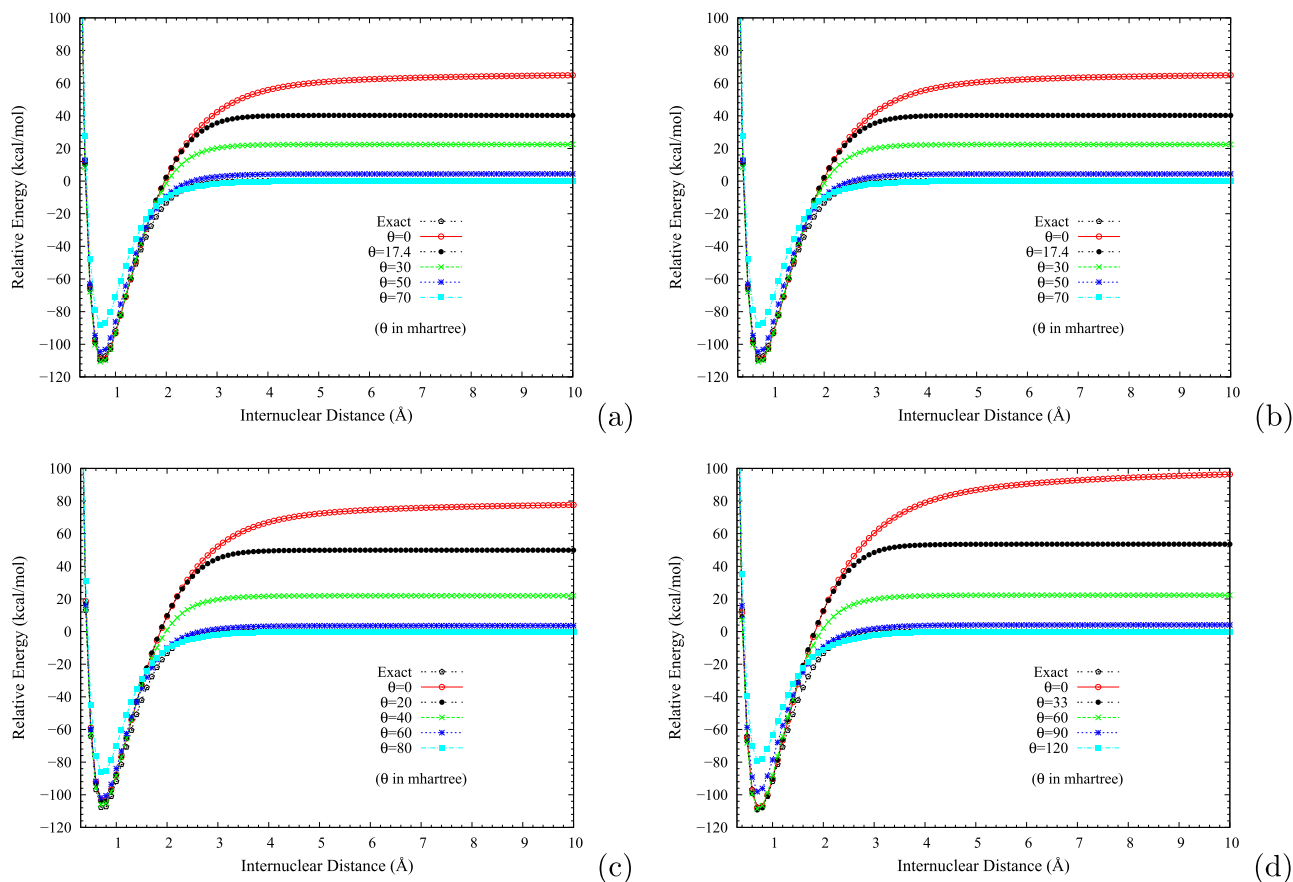 100
80
60
40
20
0
−20
−40
−60
−80
−100
−120
Relative Energy (kcal/mol)
Exact
θ=0
θ=17.4
θ=30
θ=50
θ=70
(θ in mhartree)
1 2 3 4 5 6 7 8 9 10
Internuclear Distance (Å)
(a)
100
80
60
40
20
0
−20
−40
−60
−80
−100
−120
Relative Energy (kcal/mol)
Exact
θ=0
θ=17.4
θ=30
θ=50
θ=70
(θ in mhartree)
1 2 3 4 5 6 7 8 9 10
Internuclear Distance (Å)
(b)
100
80
60
40
20
0
−20
−40
−60
−80
−100
−120
Relative Energy (kcal/mol)
Exact
θ=0
θ=20
θ=40
θ=60
θ=80
(θ in mhartree)
1 2 3 4 5 6 7 8 9 10
Internuclear Distance (Å)
(c)
100
80
60
40
20
0
−20
−40
−60
−80
−100
−120
Relative Energy (kcal/mol)
Exact
θ=0
θ=33
θ=60
θ=90
θ=120
(θ in mhartree)
1 2 3 4 5 6 7 8 9 10
Internuclear Distance (Å)
(d)